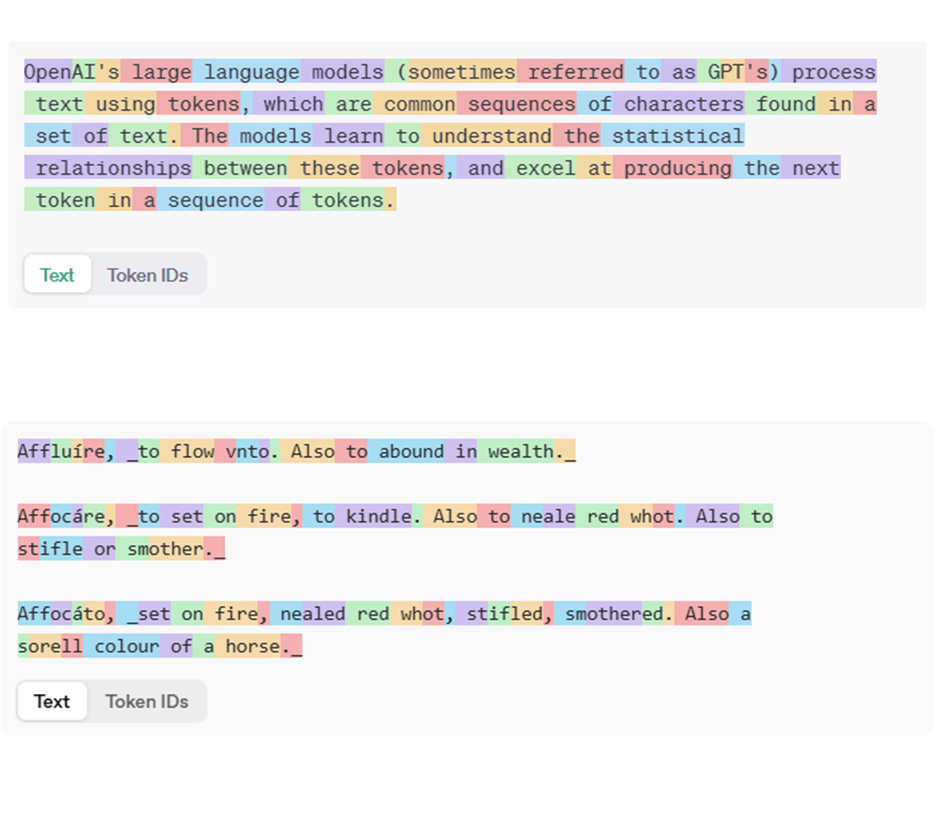 OpenAI's large language models (sometimes referred to as GPT's) process
text using tokens, which are common sequences of characters found in a
set of text. The models learn to understand the statistical
relationships between these tokens, and excel at producing the next
token in a sequence of tokens.
Text Token IDs
Affluíre, _to flow vnto. Also to abound in wealth._
Affocáre, _to set on fire, to kindle. Also to neale red whot. Also to
stifle or smother._
Affocáto, _set on fire, nealed red whot, stifled, smothered. Also a
sorell colour of a horse._
Text Token IDs